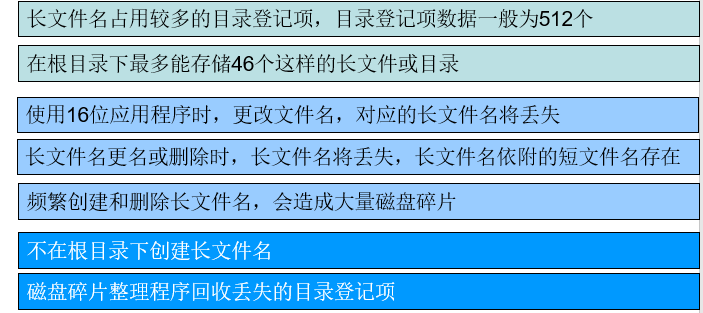 长文件名占用较多的目录登记项，目录登记项数据一般为512个
在根目录下最多能存储46个这样的长文件或目录
使用16位应用程序时，更改文件名，对应的长文件名将丢失
长文件名更名或删除时，长文件名将丢失，长文件名依附的短文件名存在
频繁创建和删除长文件名，会造成大量磁盘碎片
不在根目录下创建长文件名
磁盘碎片整理程序回收丢失的目录登记项